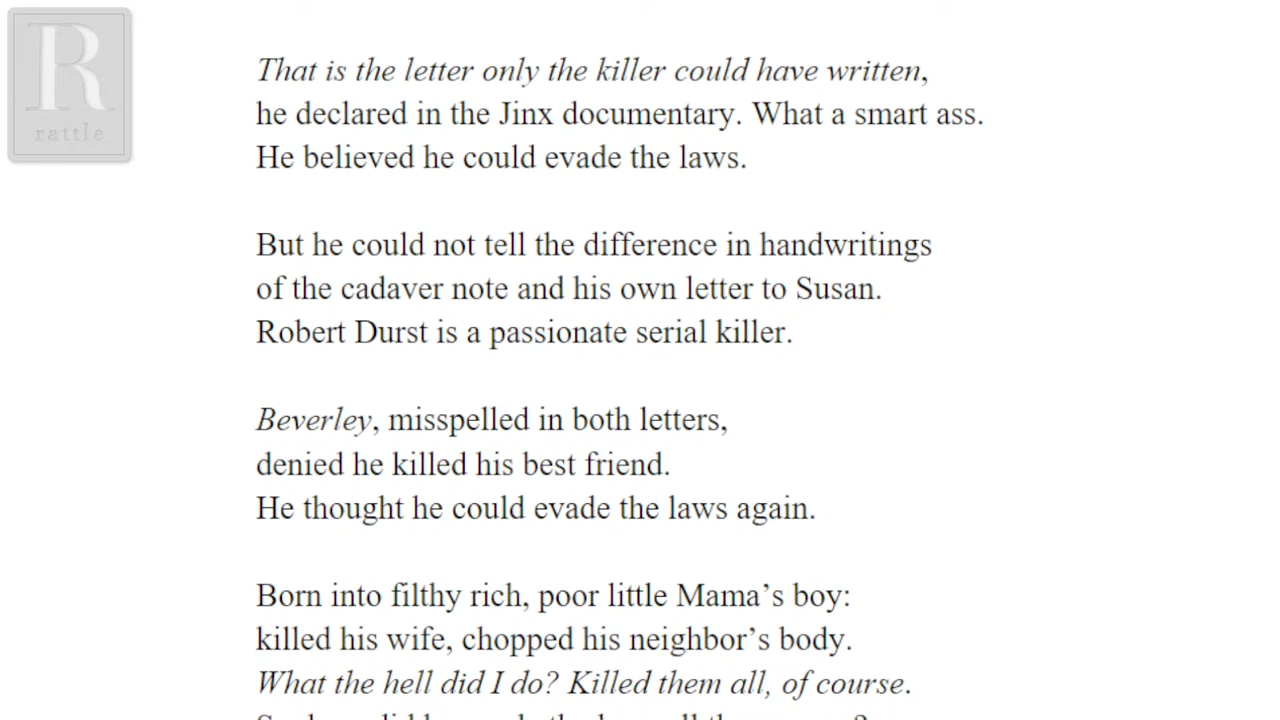 R
rattle
That is the letter only the killer could have written,
he declared in the Jinx documentary. What a smart ass.
He believed he could evade the laws.
But he could not tell the difference in handwritings
of the cadaver note and his own letter to Susan.
Robert Durst is a passionate serial killer.
Beverley, misspelled in both letters,
denied he killed his best friend.
He thought he could evade the laws again.
Born into filthy rich, poor little Mama’s boy:
killed his wife, chopped his neighbor’s body.
What the hell did I do? Killed them all, of course.